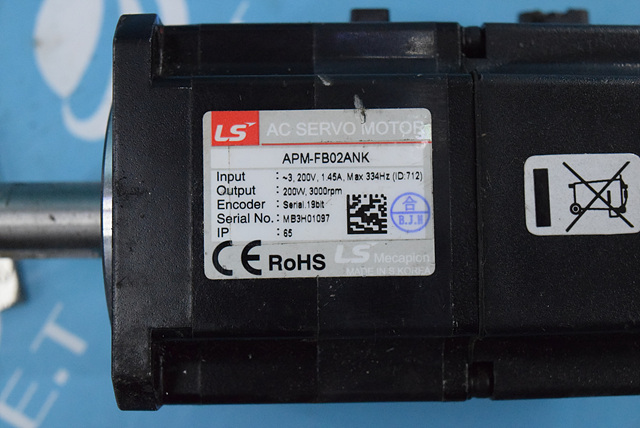 LS AC SERVO MOTOR
APM-FB02ANK
Input : ~3, 200V, 1.45A, Max 334Hz (ID:712)
Output : 200W, 3000rpm
Encoder : Serial, 19bit
Serial No. : MB3H01097
IP : 65
合
B.J.H
CE RoHS
LS Mecapion
MADE IN S.KOREA
E.T